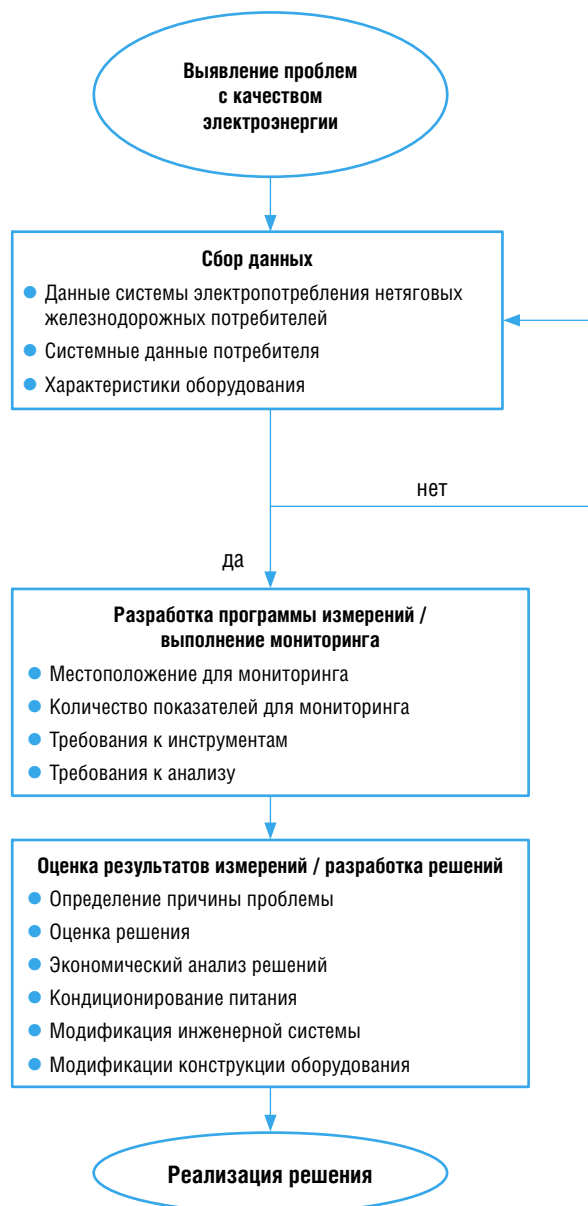 Выявление проблем
с качеством
электроэнергии
Сбор данных
● Данные системы электропотребления нетяговых
железнодорожных потребителей
● Системные данные потребителя
● Характеристики оборудования
нет
да
Разработка программы измерений /
выполнение мониторинга
● Местоположение для мониторинга
● Количество показателей для мониторинга
● Требования к инструментам
● Требования к анализу
Оценка результатов измерений / разработка решений
● Определение причины проблемы
● Оценка решения
● Экономический анализ решений
● Кондиционирование питания
● Модификация инженерной системы
● Модификации конструкции оборудования
Реализация решения